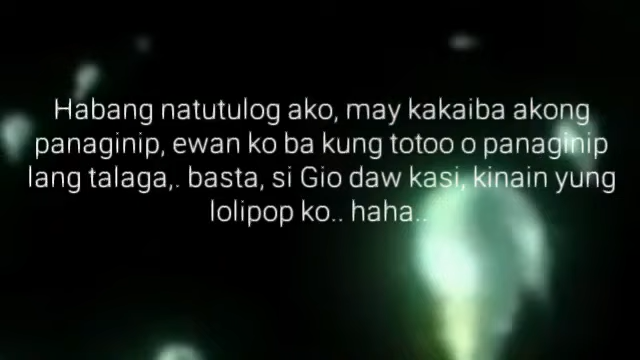 Habang natutulog ako, may kakaiba akong
panaginip, ewan ko ba kung totoo o panaginip
lang talaga,. basta, si Gio daw kasi, kinain yung
lolipop ko.. haha..